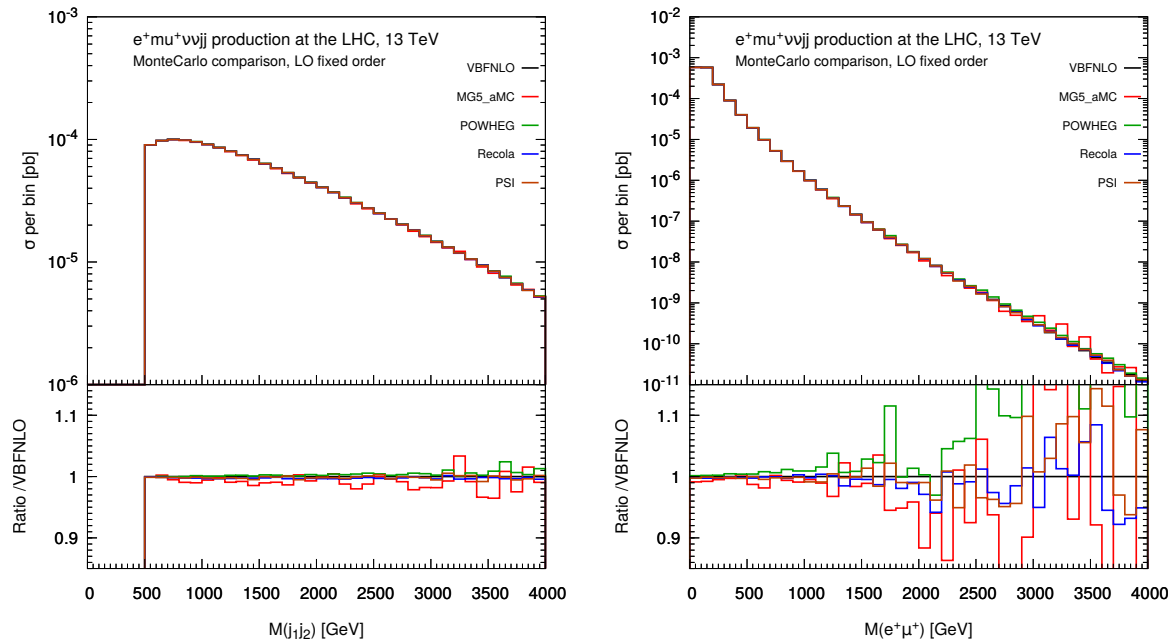 10⁻³
10⁻⁴
10⁻⁵
10⁻⁶
σ per bin [pb]
e⁺mu⁺ννjj production at the LHC, 13 TeV
MonteCarlo comparison, LO fixed order
VBFNLO
MG5_aMC
POWHEG
Recola
PSI
1.1
1
0.9
Ratio /VBFNLO
0 500 1000 1500 2000 2500 3000 3500 4000
M(j₁j₂) [GeV]
10⁻²
10⁻³
10⁻⁴
10⁻⁵
10⁻⁶
10⁻⁷
10⁻⁸
10⁻⁹
10⁻¹⁰
10⁻¹¹
σ per bin [pb]
e⁺mu⁺ννjj production at the LHC, 13 TeV
MonteCarlo comparison, LO fixed order
VBFNLO
MG5_aMC
POWHEG
Recola
PSI
1.1
1
0.9
Ratio /VBFNLO
0 500 1000 1500 2000 2500 3000 3500 4000
M(e⁺μ⁺) [GeV]